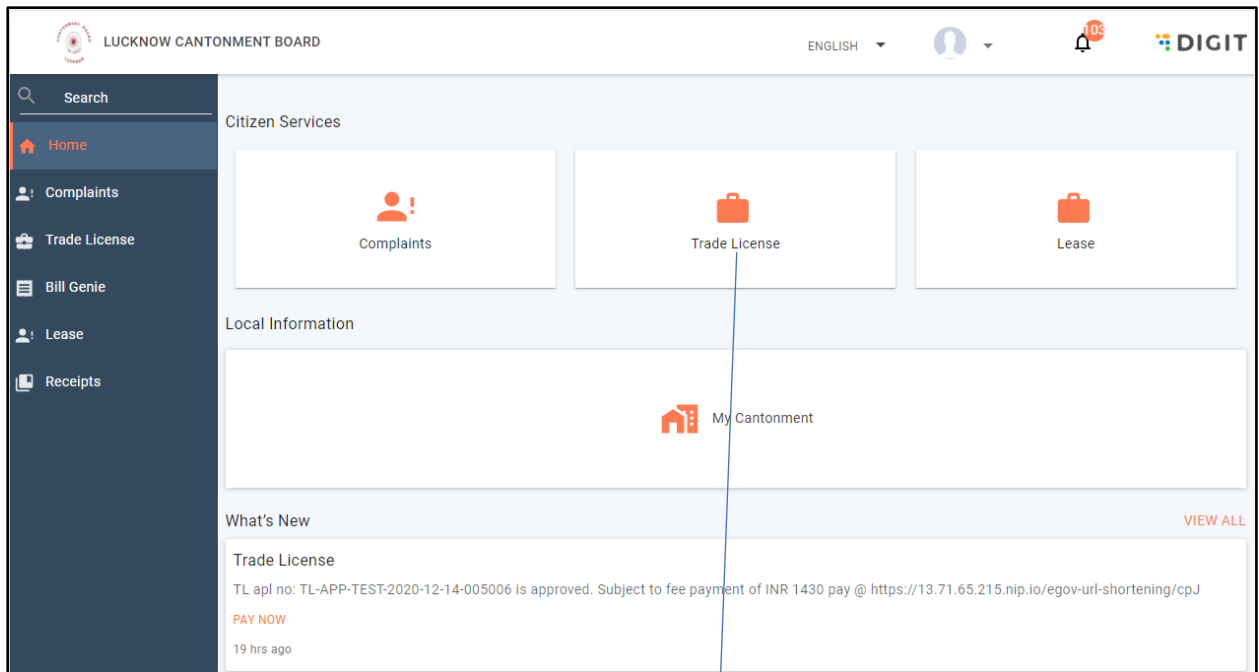 LUCKNOW CANTONMENT BOARD
ENGLISH
103
DIGIT
Search
Home
Complaints
Trade License
Bill Genie
Lease
Receipts
Citizen Services
Complaints
Trade License
Lease
Local Information
My Cantonment
What's New
VIEW ALL
Trade License
TL apl no: TL-APP-TEST-2020-12-14-005006 is approved. Subject to fee payment of INR 1430 pay @ https://13.71.65.215.nip.io/egov-url-shortening/cpJ
PAY NOW
19 hrs ago